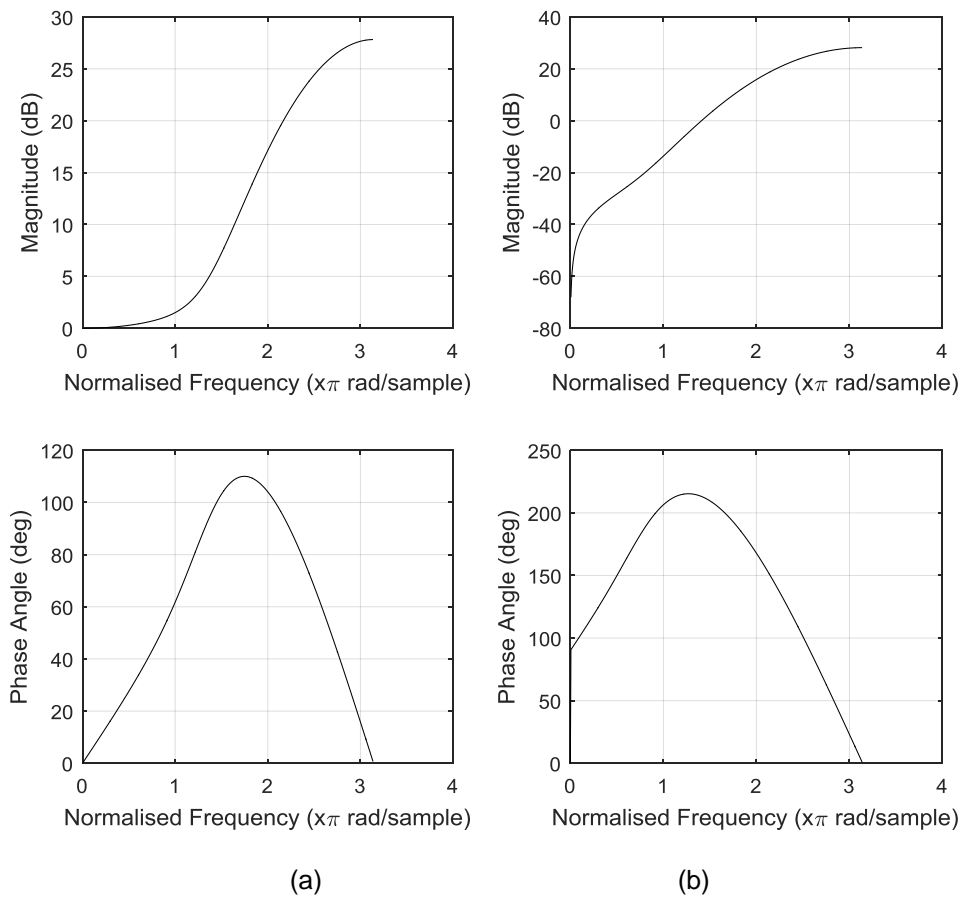 30
25
20
15
10
5
0
Magnitude (dB)
0 1 2 3 4
Normalised Frequency (xπ rad/sample)
40
20
0
-20
-40
-60
-80
Magnitude (dB)
0 1 2 3 4
Normalised Frequency (xπ rad/sample)
120
100
80
60
40
20
0
Phase Angle (deg)
0 1 2 3 4
Normalised Frequency (xπ rad/sample)
250
200
150
100
50
0
Phase Angle (deg)
0 1 2 3 4
Normalised Frequency (xπ rad/sample)
(a)
(b)